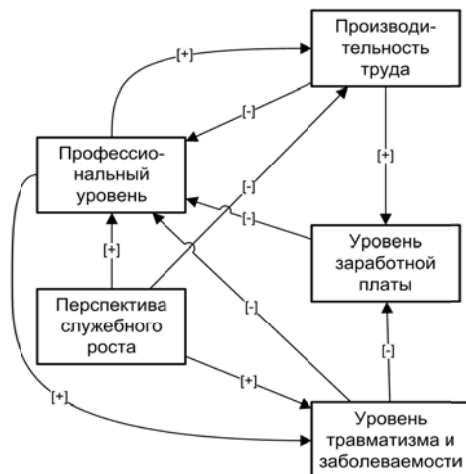 Производи-
тельность
труда
[+]
[-]
Профессио-
нальный
уровень
[-]
[+]
[-]
Уровень
заработной
платы
[+]
Перспектива
служебного
роста
[-]
[-]
[+]
[+]
Уровень
травматизма и
заболеваемости